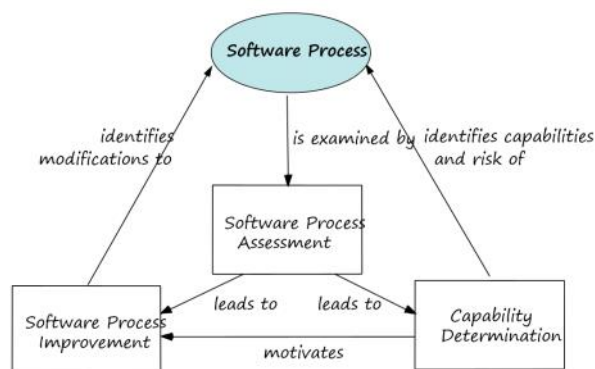 Software Process
identifies
modifications to
is examined by
identifies capabilities
and risk of
Software Process
Assessment
leads to
leads to
Software Process
Improvement
Capability
Determination
motivates